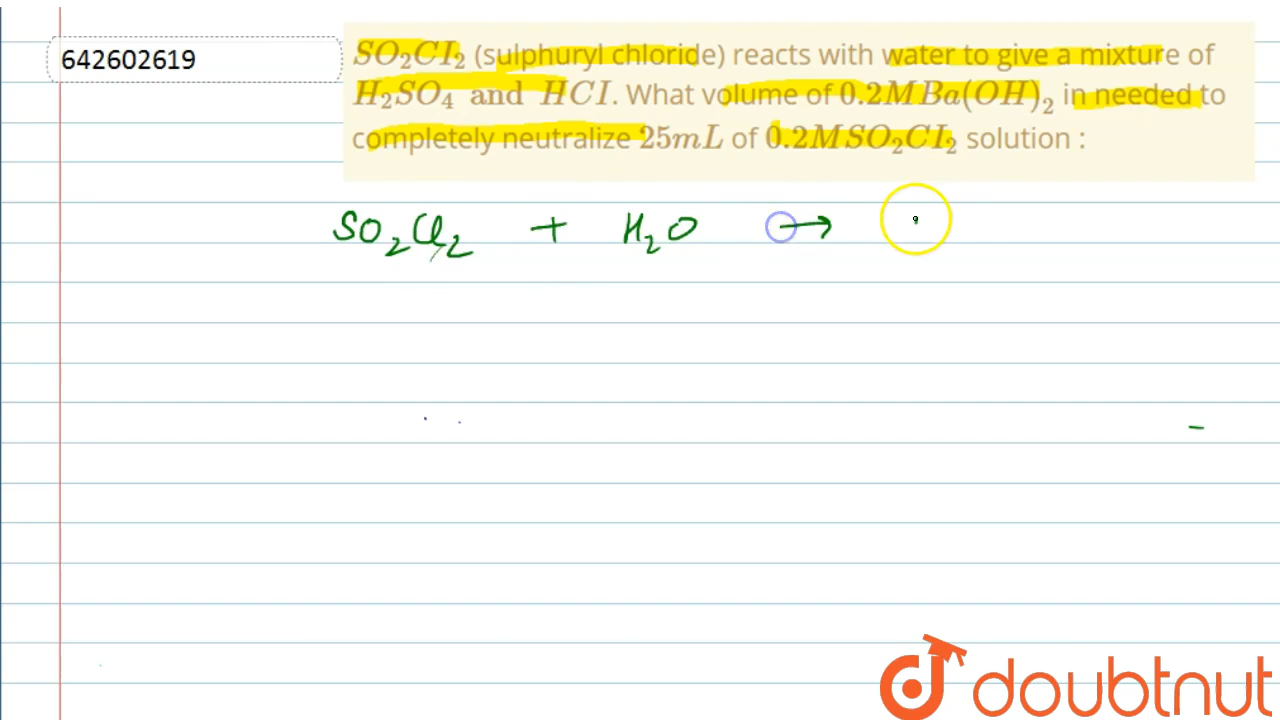 642602619
SO₂CI₂ (sulphuryl chloride) reacts with water to give a mixture of
H₂SO₄ and HCI. What volume of 0.2MBa(OH)₂ in needed to
completely neutralize 25mL of 0.2MSO₂CI₂ solution :
SO₂Cl₂ + H₂O →
doubtnut